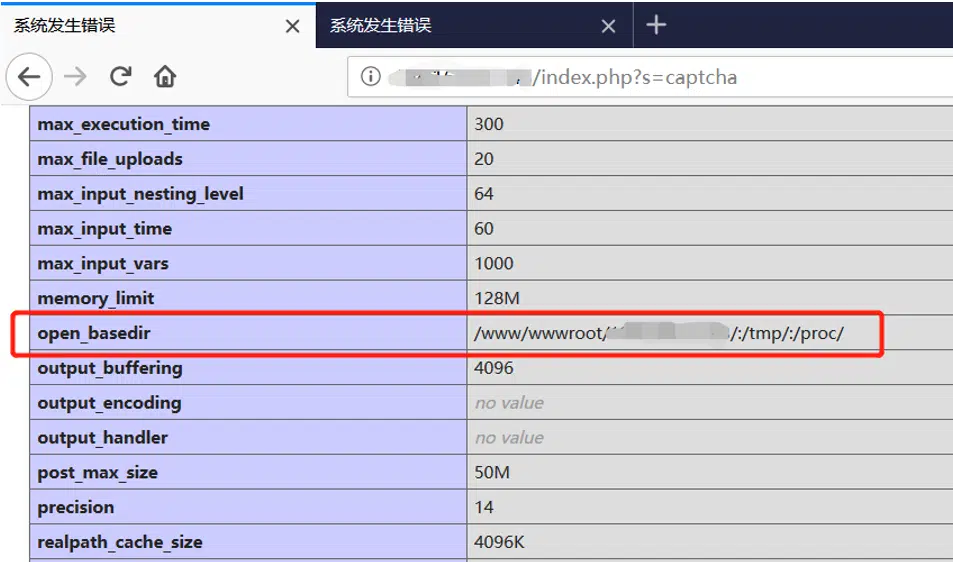 系统发生错误
系统发生错误
/index.php?s=captcha
max_execution_time 300
max_file_uploads 20
max_input_nesting_level 64
max_input_time 60
max_input_vars 1000
memory_limit 128M
open_basedir /www/wwwroot/ /:/tmp/:/proc/
output_buffering 4096
output_encoding no value
output_handler no value
post_max_size 50M
precision 14
realpath_cache_size 4096K